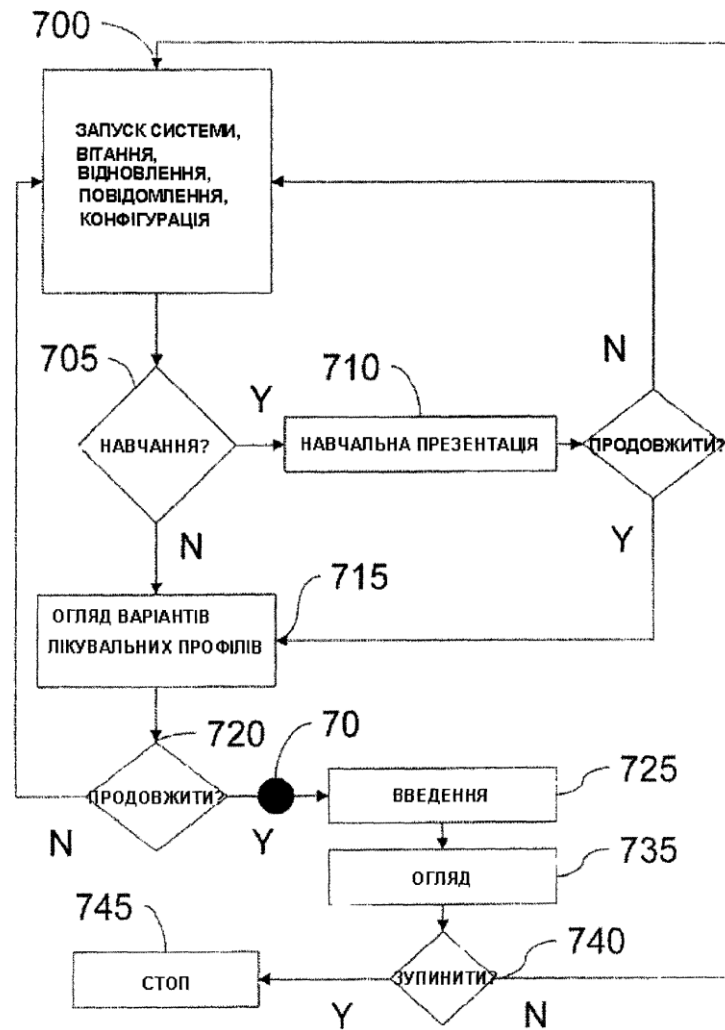 700
ЗАПУСК СИСТЕМИ,
ВІТАННЯ,
ВІДНОВЛЕННЯ,
ПОВІДОМЛЕННЯ,
КОНФІГУРАЦІЯ
705
НАВЧАННЯ?
Y
710
НАВЧАЛЬНА ПРЕЗЕНТАЦІЯ
N
ПРОДОВЖИТИ?
Y
N
715
ОГЛЯД ВАРІАНТІВ
ЛІКУВАЛЬНИХ ПРОФІЛІВ
720
ПРОДОВЖИТИ?
N
Y
70
ВВЕДЕННЯ
725
ОГЛЯД
735
745
СТОП
ЗУПИНИТИ?
740
Y
N